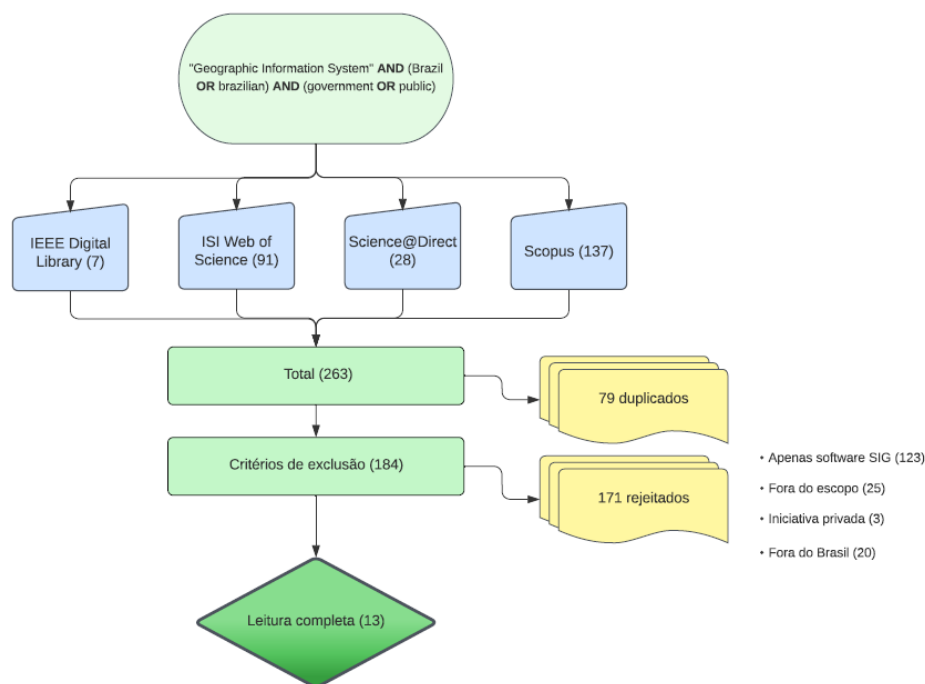 "Geographic Information System" AND (Brazil
OR brazilian) AND (government OR public)
IEEE Digital
Library (7)
ISI Web of
Science (91)
Science@Direct
(28)
Scopus (137)
Total (263)
79 duplicados
Critérios de exclusão (184)
171 rejeitados
• Apenas software SIG (123)
• Fora do escopo (25)
• Iniciativa privada (3)
• Fora do Brasil (20)
Leitura completa (13)